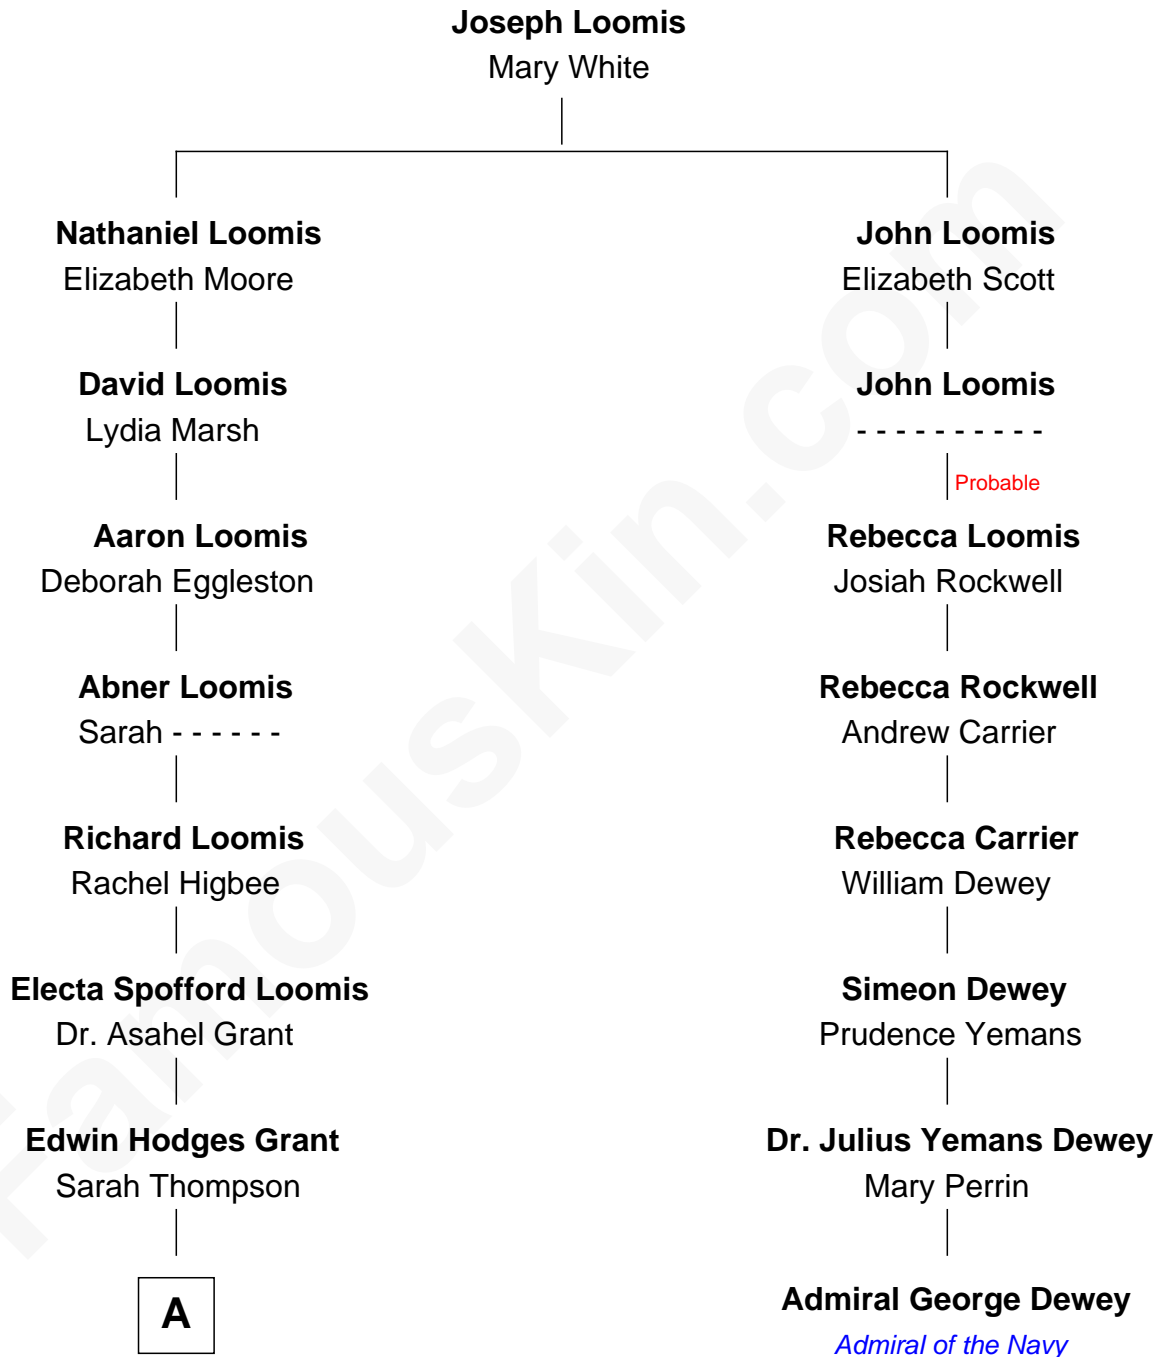 Joseph Loomis
Mary White
Nathaniel Loomis
Elizabeth Moore
John Loomis
Elizabeth Scott
David Loomis
Lydia Marsh
John Loomis
- - - - - - - - - -
Probable
Aaron Loomis
Deborah Eggleston
Rebecca Loomis
Josiah Rockwell
Abner Loomis
Sarah - - - - - -
Rebecca Rockwell
Andrew Carrier
Richard Loomis
Rachel Higbee
Rebecca Carrier
William Dewey
Electa Spofford Loomis
Dr. Asahel Grant
Simeon Dewey
Prudence Yemans
Edwin Hodges Grant
Sarah Thompson
Dr. Julius Yemans Dewey
Mary Perrin
A
Admiral George Dewey
Admiral of the Navy
FamousKin.com